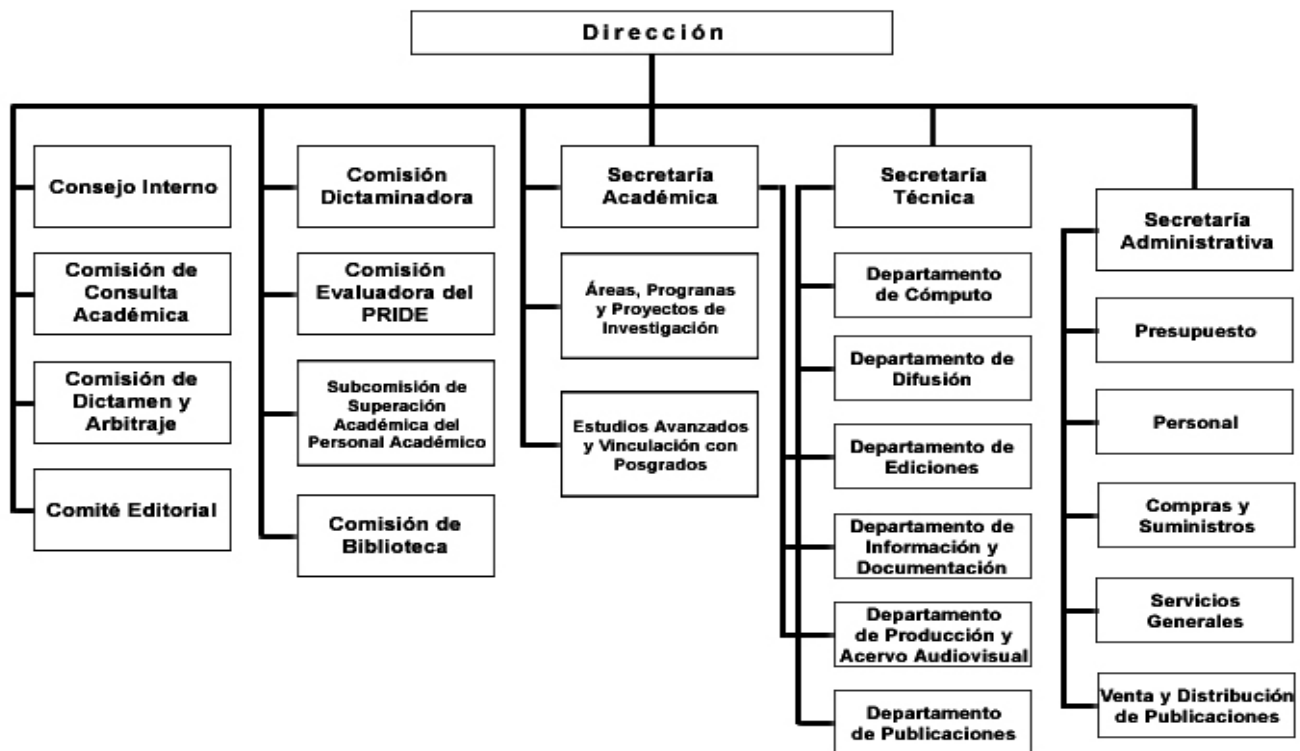 Dirección
Consejo Interno
Comisión de
Consulta
Académica
Comisión de
Dictamen y
Arbitraje
Comité Editorial
Comisión
Dictaminadora
Comisión
Evaluadora del
PRIDE
Subcomisión de
Superación
Académica del
Personal Académico
Comisión de
Biblioteca
Secretaría
Académica
Áreas, Progranas
y Proyectos de
Investigación
Estudios Avanzados
y Vinculación con
Posgrados
Secretaría
Técnica
Departamento
de Cómputo
Departamento de
Difusión
Departamento de
Ediciones
Departamento de
Información y
Documentación
Departamento
de Producción y
Acervo Audiovisual
Departamento
de Publicaciones
Secretaría
Administrativa
Presupuesto
Personal
Compras y
Suministros
Servicios
Generales
Venta y Distribución
de Publicaciones